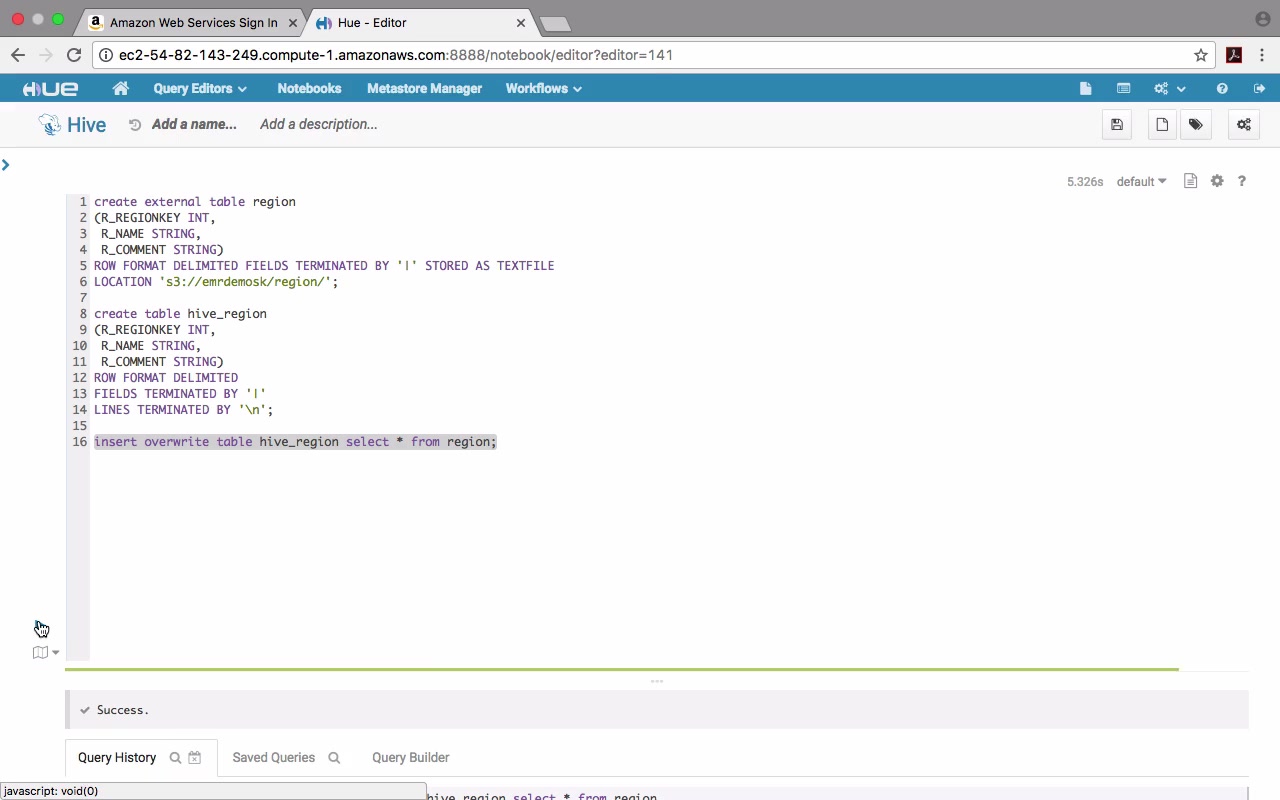 Amazon Web Services Sign In
Hue - Editor
ec2-54-82-143-249.compute-1.amazonaws.com:8888/notebook/editor?editor=141
HUE Query Editors Notebooks Metastore Manager Workflows ?
Hive Add a name... Add a description...
5.326s default ?
1 create external table region
2 (R_REGIONKEY INT,
3 R_NAME STRING,
4 R_COMMENT STRING)
5 ROW FORMAT DELIMITED FIELDS TERMINATED BY '|' STORED AS TEXTFILE
6 LOCATION 's3://emrdemosk/region/';
7
8 create table hive_region
9 (R_REGIONKEY INT,
10 R_NAME STRING,
11 R_COMMENT STRING)
12 ROW FORMAT DELIMITED
13 FIELDS TERMINATED BY '|'
14 LINES TERMINATED BY '\n';
15
16 insert overwrite table hive_region select * from region;
Success.
Query History Saved Queries Query Builder
javascript: void(0)
hive_region select * from region